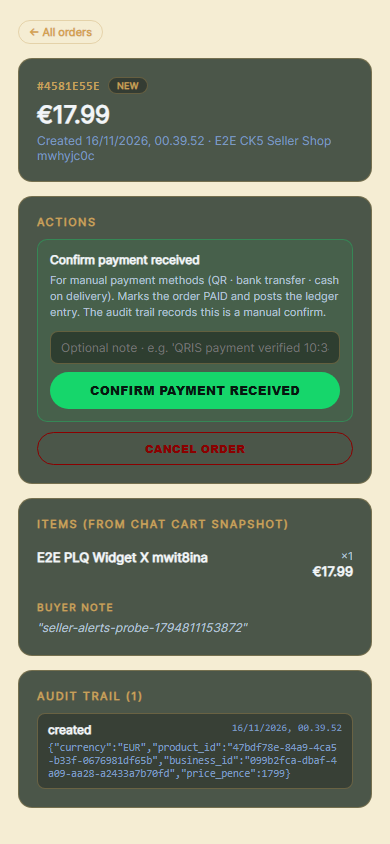 ← All orders
#4581E55E NEW
€17.99
Created 16/11/2026, 00.39.52 · E2E CK5 Seller Shop
mwhyjc0c
ACTIONS
Confirm payment received
For manual payment methods (QR · bank transfer · cash
on delivery). Marks the order PAID and posts the ledger
entry. The audit trail records this is a manual confirm.
Optional note - e.g. 'QRIS payment verified 10:3
CONFIRM PAYMENT RECEIVED
CANCEL ORDER
ITEMS (FROM CHAT CART SNAPSHOT)
E2E PLQ Widget X mwit8ina
×1
€17.99
BUYER NOTE
"seller-alerts-probe-1794811153872"
AUDIT TRAIL (1)
created 16/11/2026, 00.39.52
{"currency":"EUR","product_id":"47bdf78e-84a9-4ca5
-b33f-0676981df65b","business_id":"099b2fca-dbaf-4
a09-aa28-a2433a7b70fd","price_pence":1799}